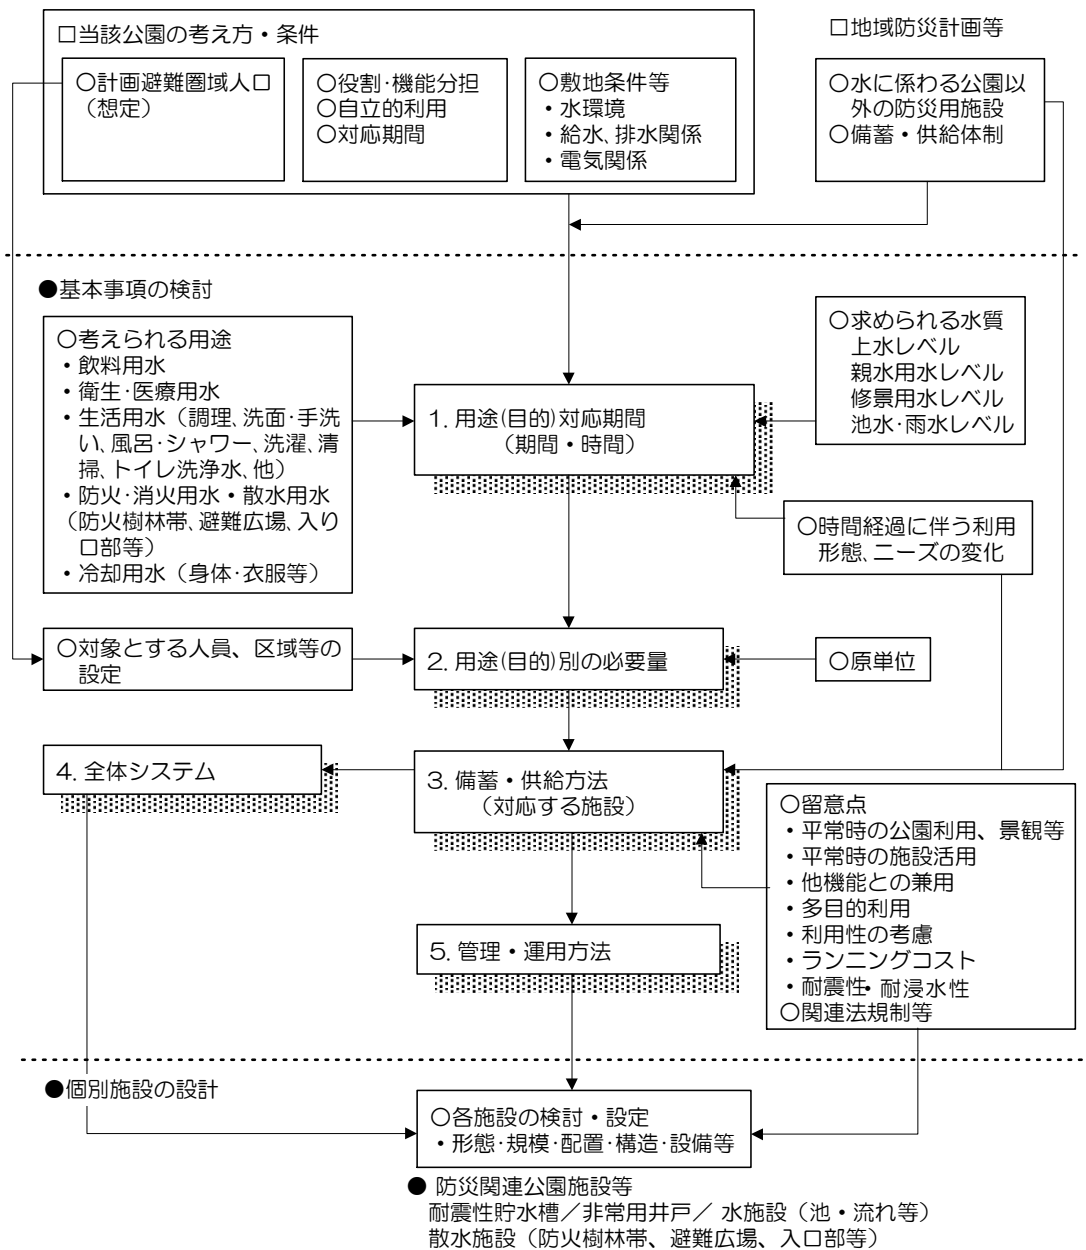 □当該公園の考え方・条件
○計画避難圏域人口
（想定）
○役割・機能分担
○自立的利用
○対応期間
○敷地条件等
・水環境
・給水、排水関係
・電気関係
□地域防災計画等
○水に係わる公園以
外の防災用施設
○備蓄・供給体制
●基本事項の検討
○考えられる用途
・飲料用水
・衛生・医療用水
・生活用水（調理、洗面・手洗
い、風呂・シャワー、洗濯、清
掃、トイレ洗浄水、他）
・防火・消火用水・散水用水
（防火樹林帯、避難広場、入り
口部等）
・冷却用水（身体・衣服等）
1. 用途(目的)対応期間
（期間・時間）
○求められる水質
上水レベル
親水用水レベル
修景用水レベル
池水・雨水レベル
○時間経過に伴う利用
形態、ニーズの変化
○対象とする人員、区域等の
設定
2. 用途(目的)別の必要量
○原単位
4. 全体システム
3. 備蓄・供給方法
（対応する施設）
○留意点
・平常時の公園利用、景観等
・平常時の施設活用
・他機能との兼用
・多目的利用
・利用性の考慮
・ランニングコスト
・耐震性・耐浸水性
○関連法規制等
5. 管理・運用方法
●個別施設の設計
○各施設の検討・設定
・形態・規模・配置・構造・設備等
● 防災関連公園施設等
耐震性貯水槽／非常用井戸／ 水施設（池・流れ等）
散水施設（防火樹林帯、避難広場、入口部等）